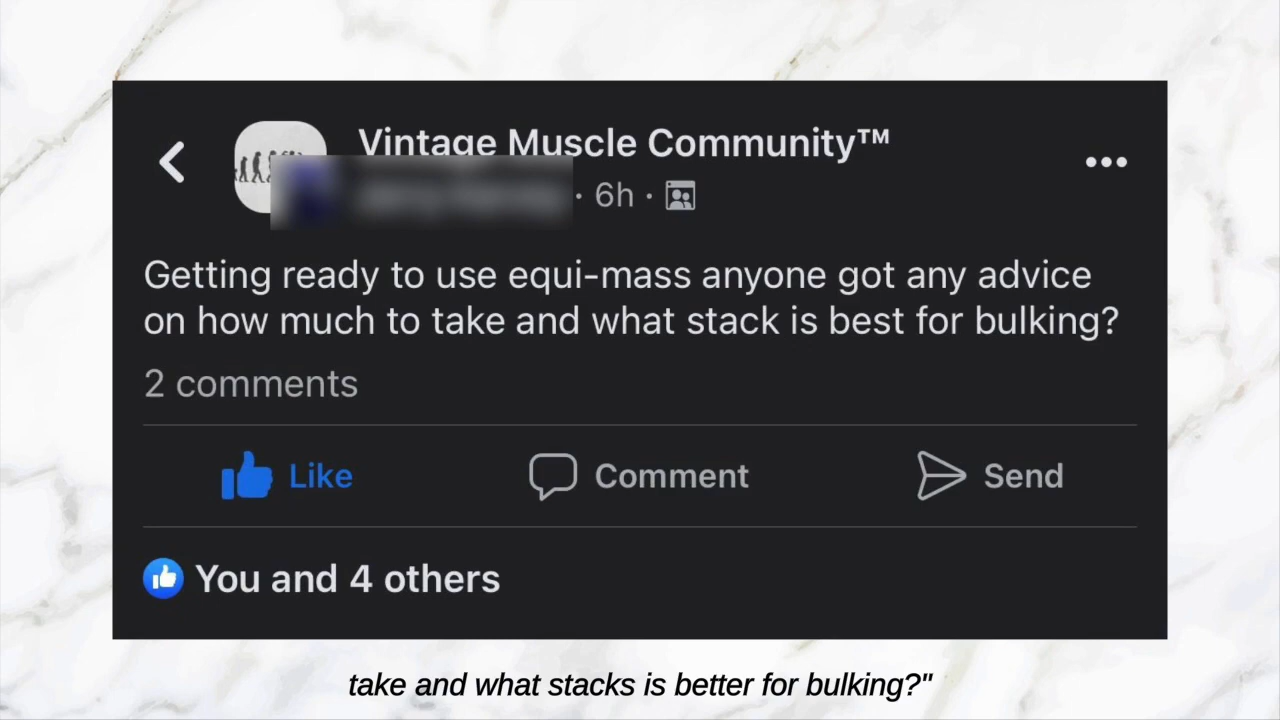 Vintage Muscle Community™
· 6h ·
Getting ready to use equi-mass anyone got any advice
on how much to take and what stack is best for bulking?
2 comments
Like
Comment
Send
You and 4 others
take and what stacks is better for bulking?"